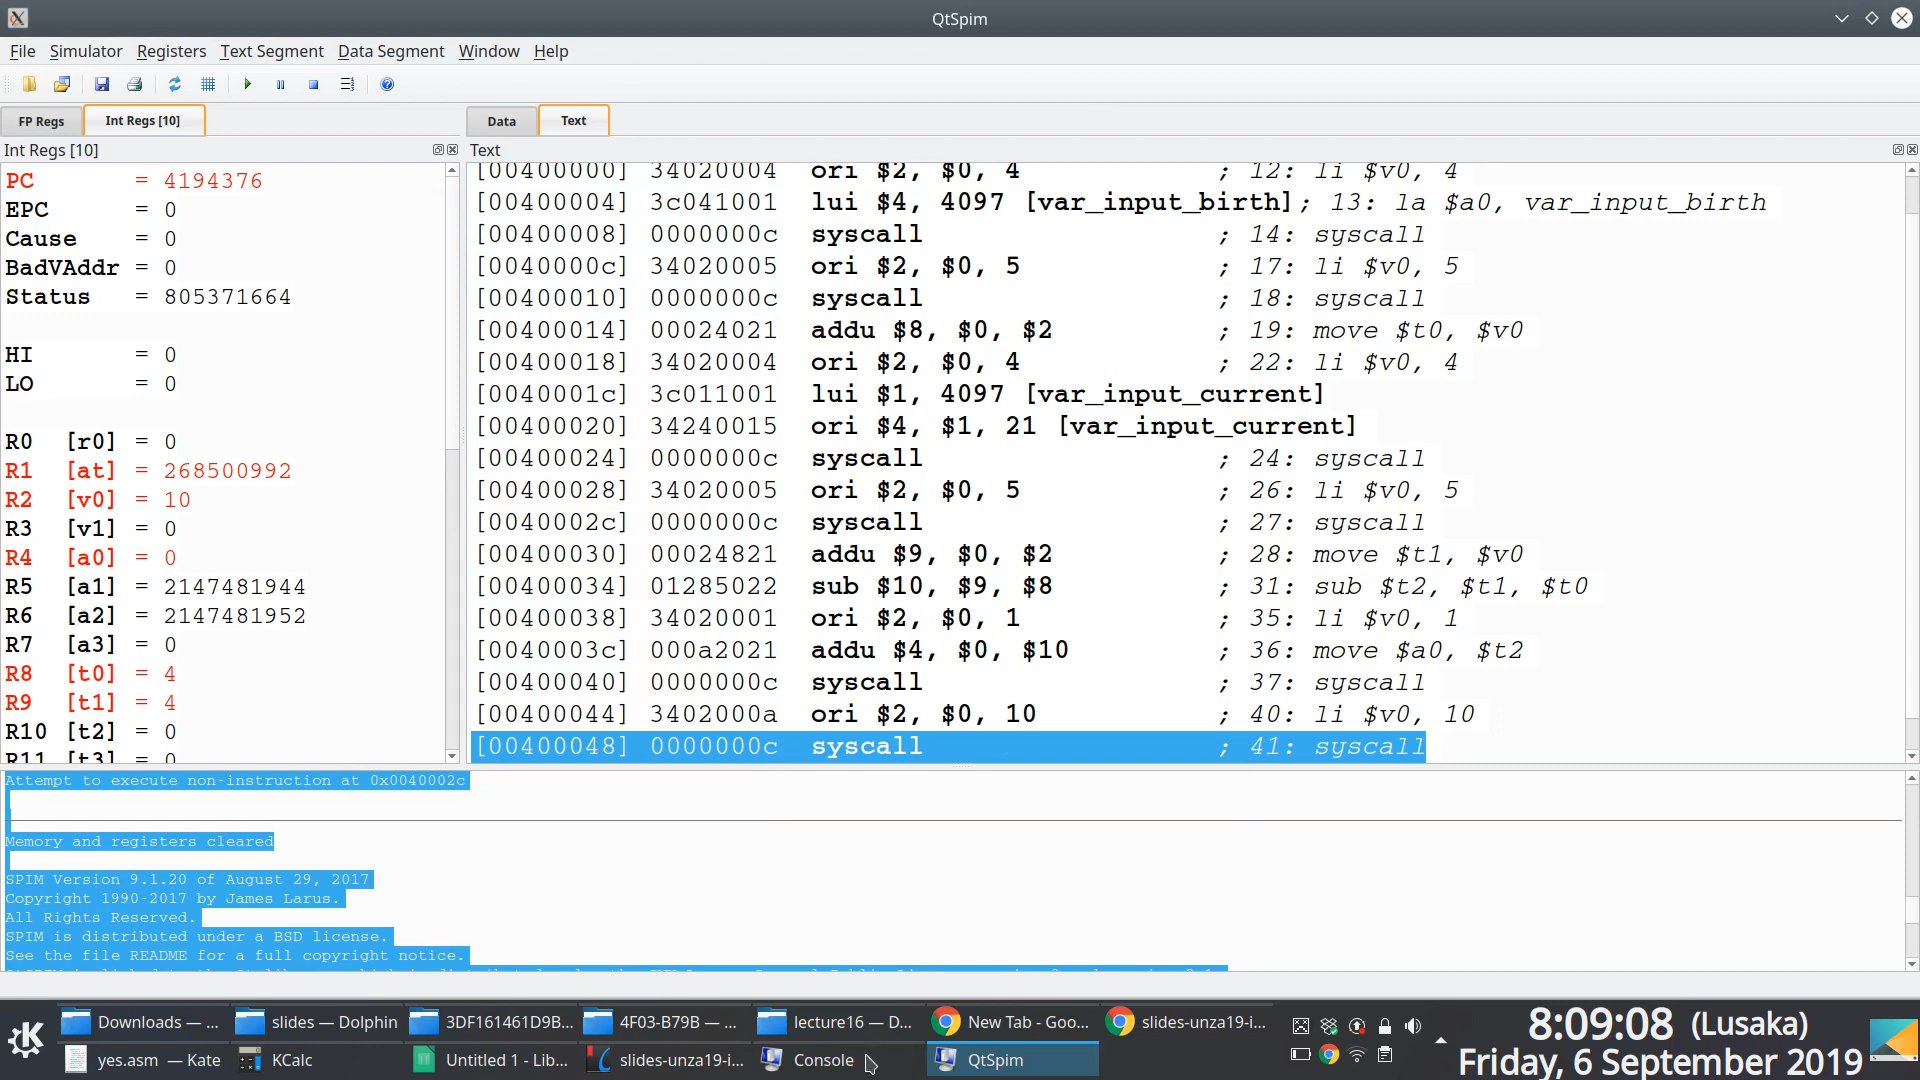 QtSpim
File Simulator Registers Text Segment Data Segment Window Help
FP Regs Int Regs [10] Data Text
Int Regs [10] Text
PC = 4194376
EPC = 0
Cause = 0
BadVAddr = 0
Status = 805371664
HI = 0
LO = 0
R0 [r0] = 0
R1 [at] = 268500992
R2 [v0] = 10
R3 [v1] = 0
R4 [a0] = 0
R5 [a1] = 2147481944
R6 [a2] = 2147481952
R7 [a3] = 0
R8 [t0] = 4
R9 [t1] = 4
R10 [t2] = 0
R11 [t3] = 0
[00400000] 34020004 ori $2, $0, 4 ; 12: li $v0, 4
[00400004] 3c041001 lui $4, 4097 [var_input_birth]; 13: la $a0, var_input_birth
[00400008] 0000000c syscall ; 14: syscall
[0040000c] 34020005 ori $2, $0, 5 ; 17: li $v0, 5
[00400010] 0000000c syscall ; 18: syscall
[00400014] 00024021 addu $8, $0, $2 ; 19: move $t0, $v0
[00400018] 34020004 ori $2, $0, 4 ; 22: li $v0, 4
[0040001c] 3c011001 lui $1, 4097 [var_input_current]
[00400020] 34240015 ori $4, $1, 21 [var_input_current]
[00400024] 0000000c syscall ; 24: syscall
[00400028] 34020005 ori $2, $0, 5 ; 26: li $v0, 5
[0040002c] 0000000c syscall ; 27: syscall
[00400030] 00024821 addu $9, $0, $2 ; 28: move $t1, $v0
[00400034] 01285022 sub $10, $9, $8 ; 31: sub $t2, $t1, $t0
[00400038] 34020001 ori $2, $0, 1 ; 35: li $v0, 1
[0040003c] 000a2021 addu $4, $0, $10 ; 36: move $a0, $t2
[00400040] 0000000c syscall ; 37: syscall
[00400044] 3402000a ori $2, $0, 10 ; 40: li $v0, 10
[00400048] 0000000c syscall ; 41: syscall
Attempt to execute non-instruction at 0x0040002c
Memory and registers cleared
SPIM Version 9.1.20 of August 29, 2017
Copyright 1990-2017 by James Larus.
All Rights Reserved.
SPIM is distributed under a BSD license.
See the file README for a full copyright notice.
Downloads — ... slides — Dolphin 3DF161461D9B... 4F03-B79B — ... lecture16 — D... New Tab - Goo... slides-unza19-i...
yes.asm — Kate KCalc Untitled 1 - Lib... slides-unza19-i... Console QtSpim
8:09:08 (Lusaka)
Friday, 6 September 2019